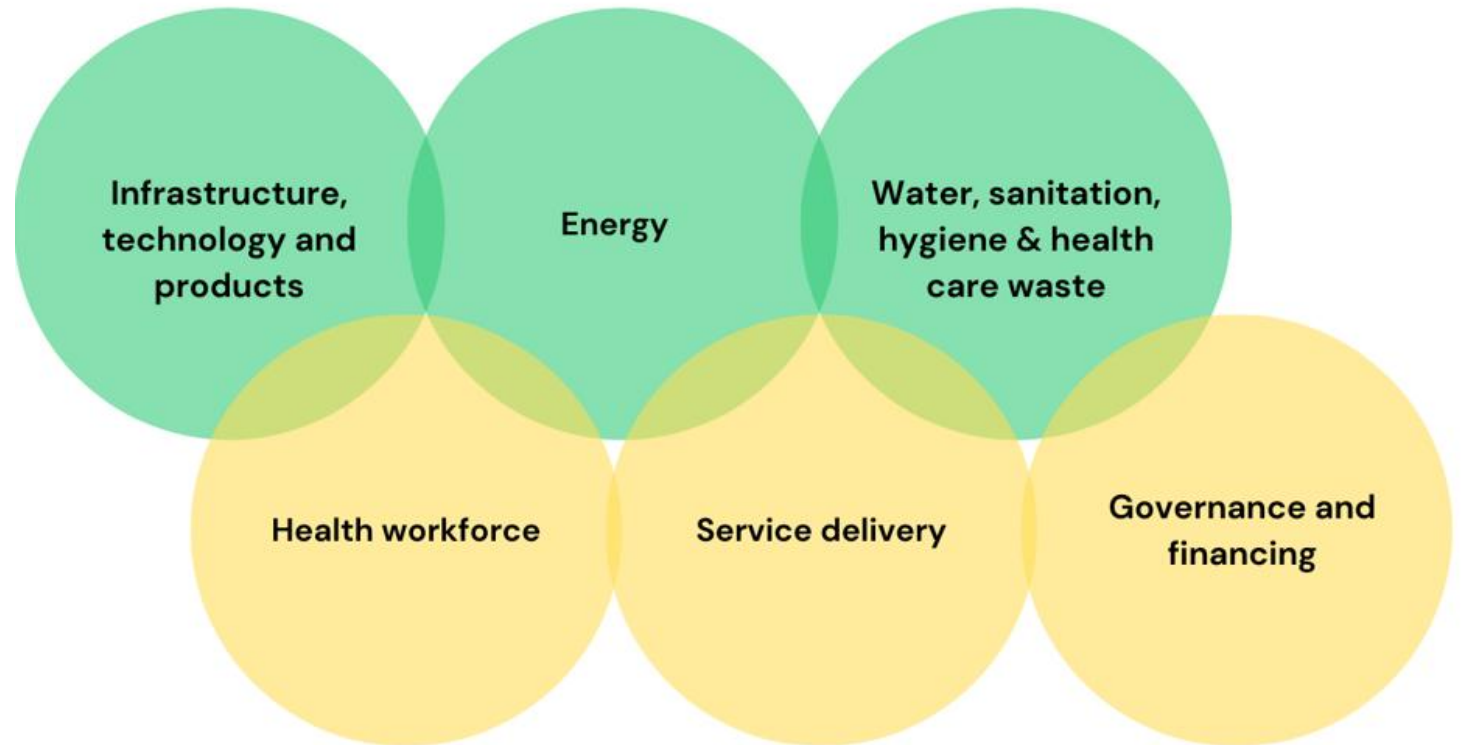 Infrastructure,
technology and
products
Energy
Water, sanitation,
hygiene & health
care waste
Health workforce
Service delivery
Governance and
financing